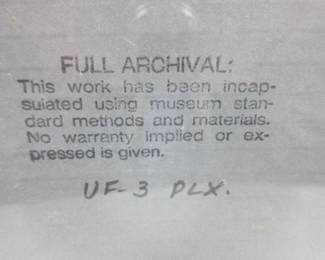 FULL ARCHIVAL:
This work has been incap-
sulated using museum stan-
dard methods and materials.
No warranty implied or ex-
pressed is given.
UF-3 PLX.